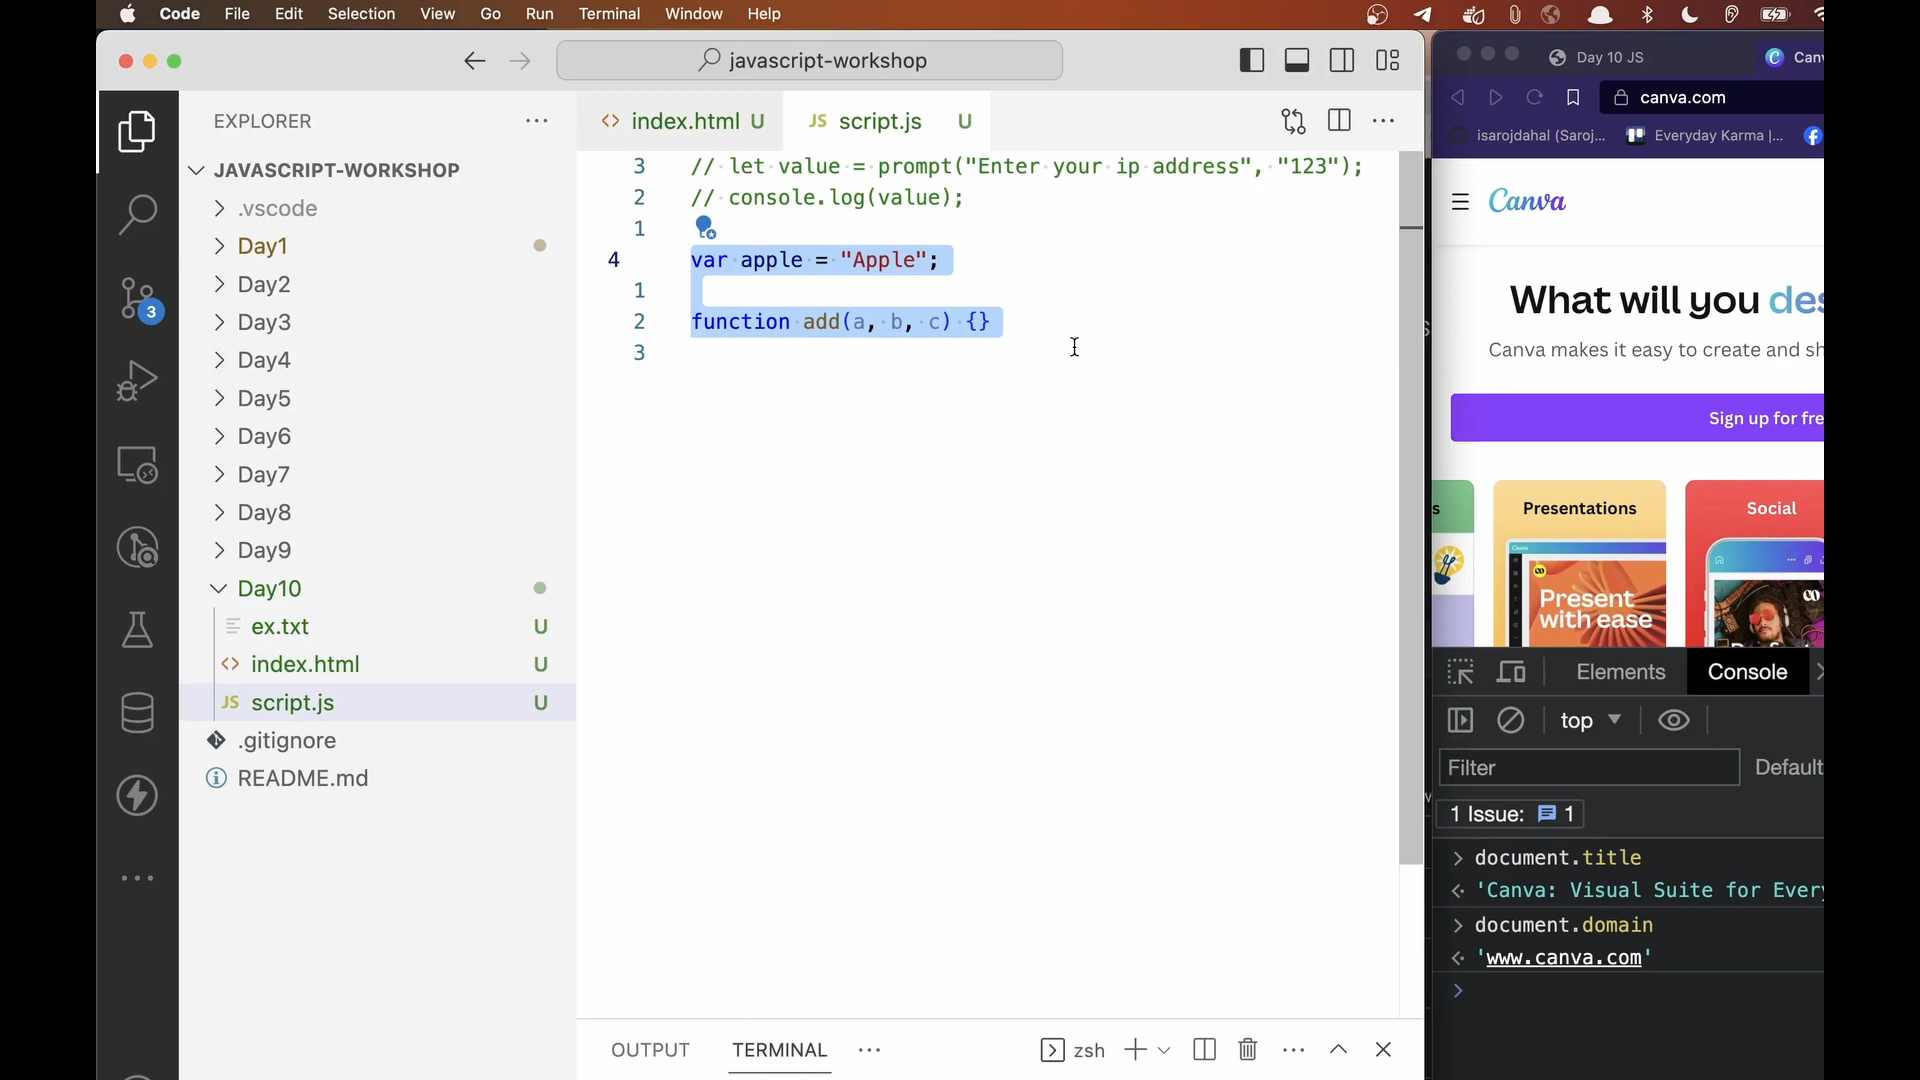 Code File Edit Selection View Go Run Terminal Window Help
javascript-workshop
EXPLORER
JAVASCRIPT-WORKSHOP
.vscode
Day1
Day2
Day3
Day4
Day5
Day6
Day7
Day8
Day9
Day10
ex.txt U
index.html U
JS script.js U
.gitignore
README.md
3
index.html U
JS script.js U
3 // let value = prompt("Enter your ip address", "123");
2 // console.log(value);
1
4 var apple = "Apple";
1
2 function add(a, b, c) {}
3
OUTPUT TERMINAL
zsh
Day 10 JS
canva.com
isarojdahal (Saroj...
Everyday Karma |...
Canva
What will you
Canva makes it easy to create and
Sign up for
Presentations
Present
with ease
Social
Elements Console
top
Filter
Default
1 Issue: 1
document.title
'Canva: Visual Suite for
document.domain
'www.canva.com'